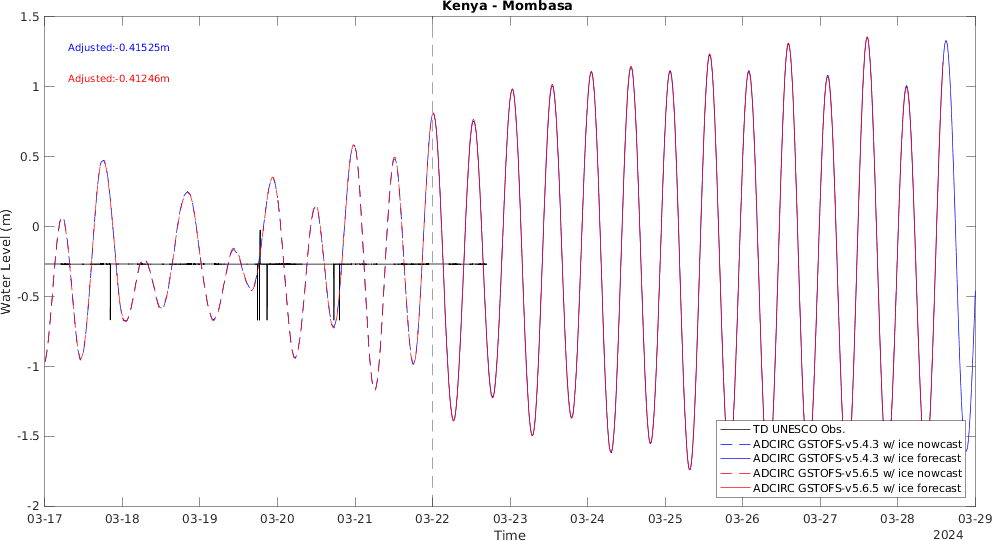 Kenya - Mombasa
Adjusted:-0.41525m
Adjusted:-0.41246m
Water Level (m)
1.5
1
0.5
0
-0.5
-1
-1.5
-2
TD UNESCO Obs.
ADCIRC GSTOFS-v5.4.3 w/ ice nowcast
ADCIRC GSTOFS-v5.4.3 w/ ice forecast
ADCIRC GSTOFS-v5.6.5 w/ ice nowcast
ADCIRC GSTOFS-v5.6.5 w/ ice forecast
03-17 03-18 03-19 03-20 03-21 03-22 03-23 03-24 03-25 03-26 03-27 03-28 03-29
Time
2024